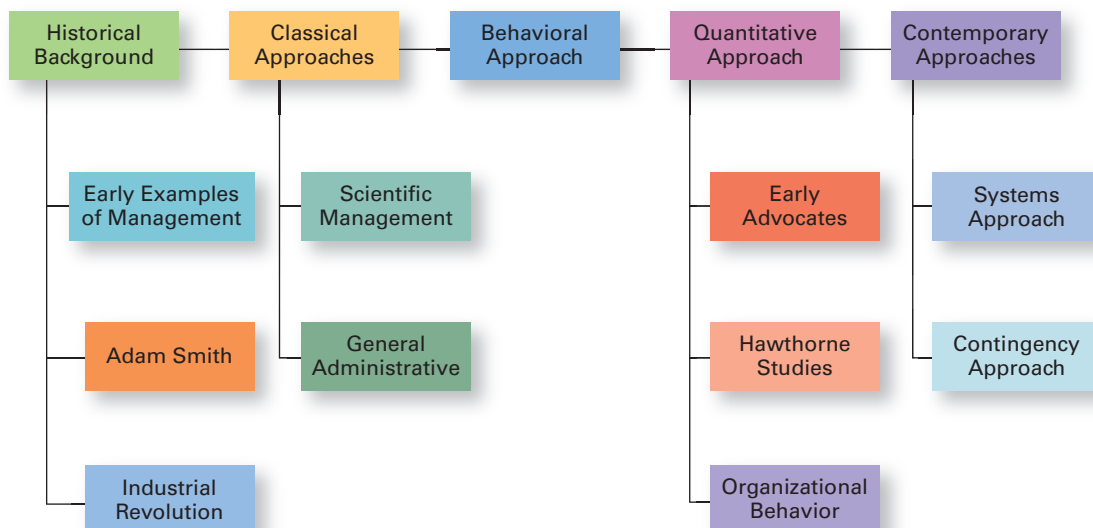 Historical
Background
Classical
Approaches
Behavioral
Approach
Quantitative
Approach
Contemporary
Approaches
Early Examples
of Management
Scientific
Management
Early
Advocates
Systems
Approach
Adam Smith
General
Administrative
Hawthorne
Studies
Contingency
Approach
Industrial
Revolution
Organizational
Behavior